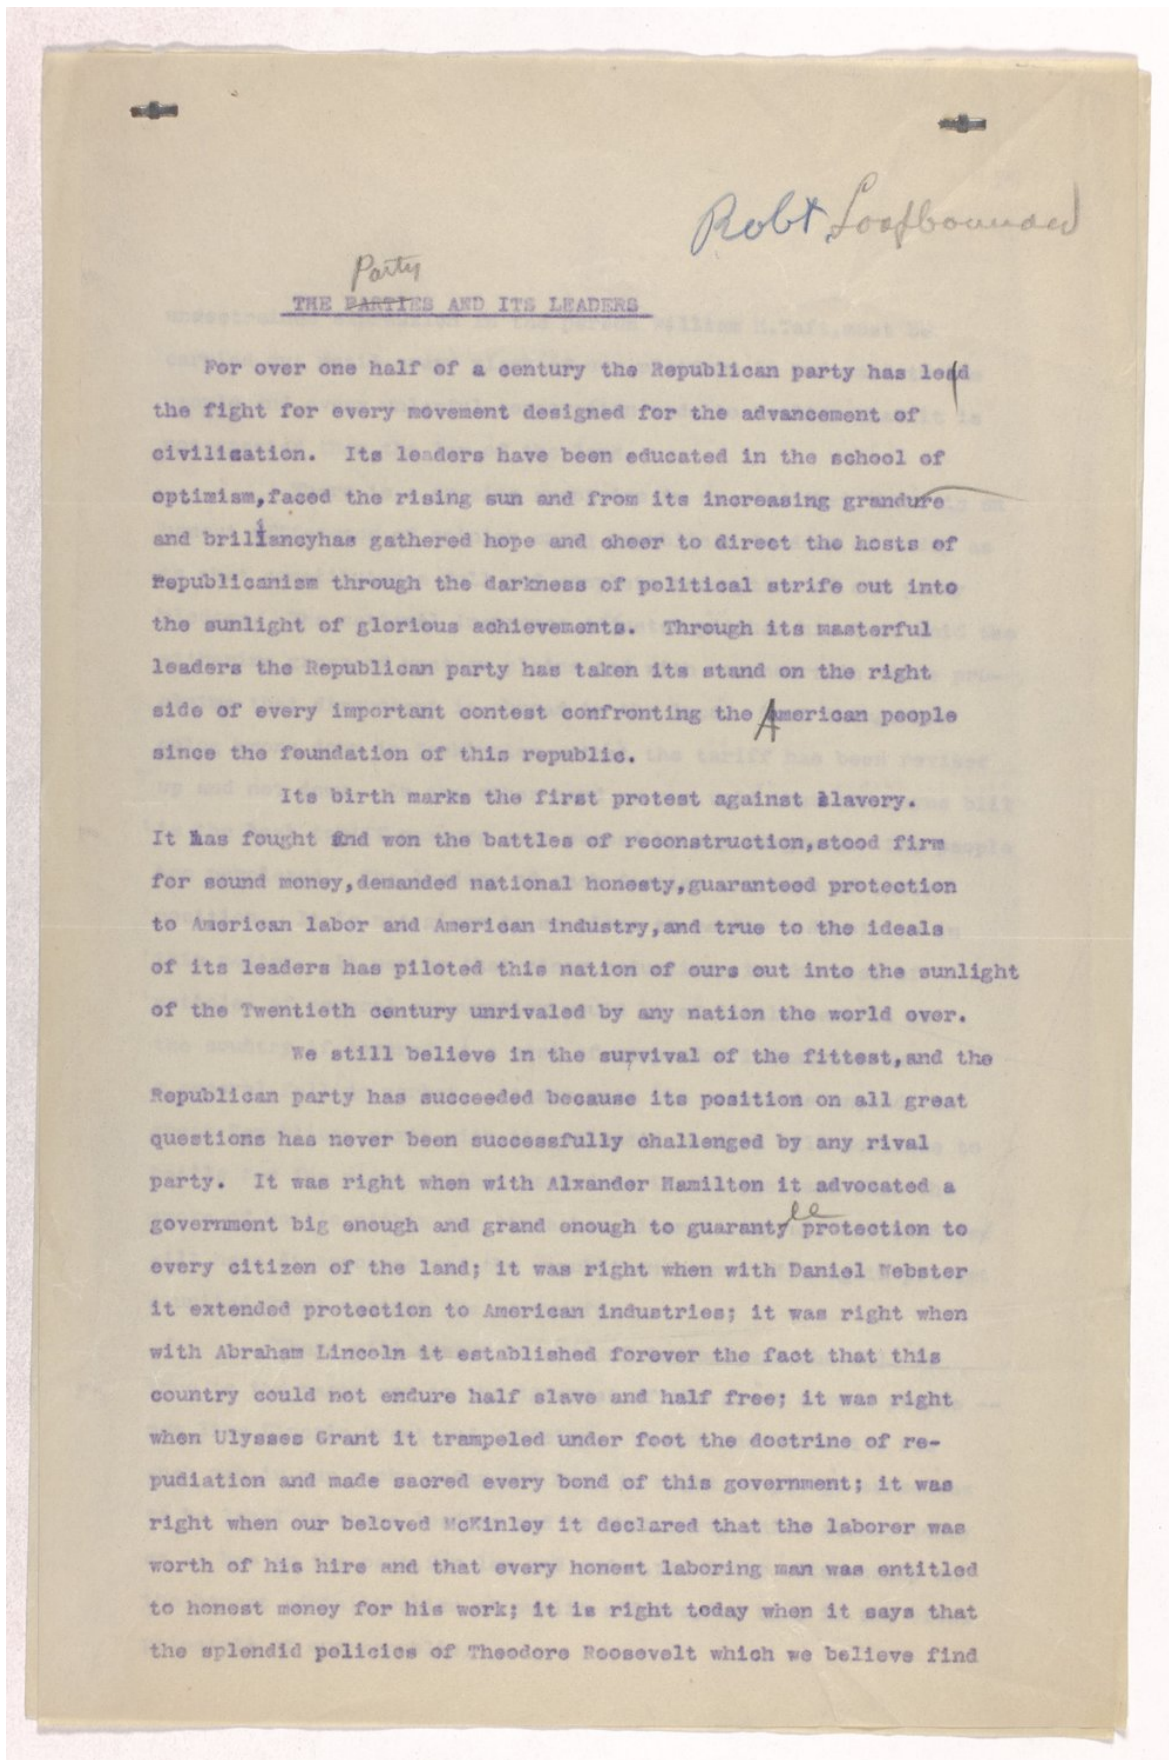 Robt. Loofbourow
Party
THE PARTIES AND ITS LEADERS
For over one half of a century the Republican party has lead
the fight for every movement designed for the advancement of
civilization. Its leaders have been educated in the school of
optimism,faced the rising sun and from its increasing grandure
and brilliancyhas gathered hope and cheer to direct the hosts of
Republicanism through the darkness of political strife out into
the sunlight of glorious achievements. Through its masterful
leaders the Republican party has taken its stand on the right
side of every important contest confronting the American people
since the foundation of this republic.
Its birth marks the first protest against slavery.
It has fought and won the battles of reconstruction,stood firm
for sound money,demanded national honesty,guaranteed protection
to American labor and American industry,and true to the ideals
of its leaders has piloted this nation of ours out into the sunlight
of the Twentieth century unrivaled by any nation the world over.
We still believe in the survival of the fittest,and the
Republican party has succeeded because its position on all great
questions has never been successfully challenged by any rival
party. It was right when with Alxander Hamilton it advocated a
government big enough and grand enough to guaranty ee protection to
every citizen of the land; it was right when with Daniel Webster
it extended protection to American industries; it was right when
with Abraham Lincoln it established forever the fact that this
country could not endure half slave and half free; it was right
when Ulysses Grant it trampeled under foot the doctrine of re-
pudiation and made sacred every bond of this government; it was
right when our beloved McKinley it declared that the laborer was
worth of his hire and that every honest laboring man was entitled
to honest money for his work; it is right today when it says that
the splendid policies of Theodore Roosevelt which we believe find